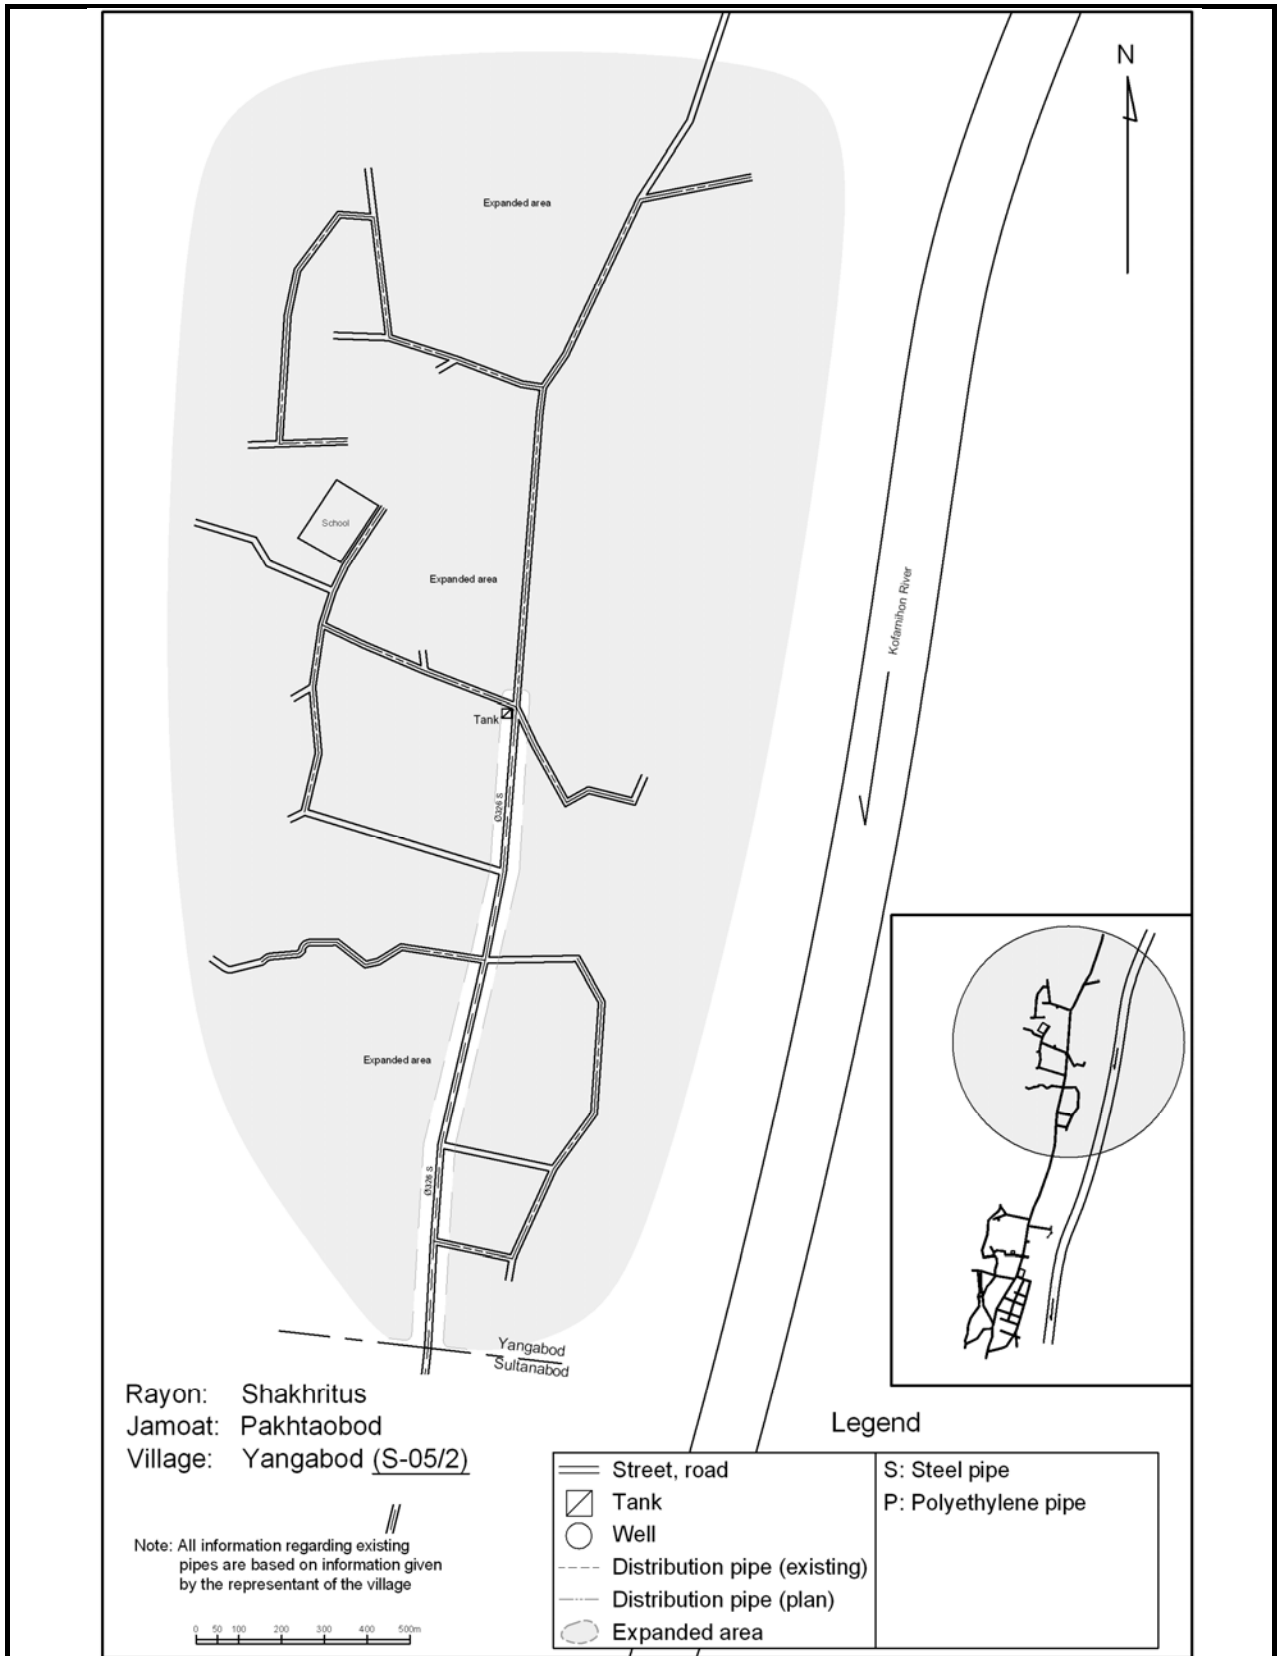 N
Expanded area
School
Expanded area
Kofarnihon River
Tank
Ø326 S
Expanded area
Ø326 S
Yangabod
Sultanabod
Rayon: Shakhritus
Jamoat: Pakhtaobod
Village: Yangabod (S-05/2)
Note: All information regarding existing
pipes are based on information given
by the representant of the village
0 50 100 200 300 400 500m
Legend
Street, road
Tank
Well
Distribution pipe (existing)
Distribution pipe (plan)
Expanded area
S: Steel pipe
P: Polyethylene pipe